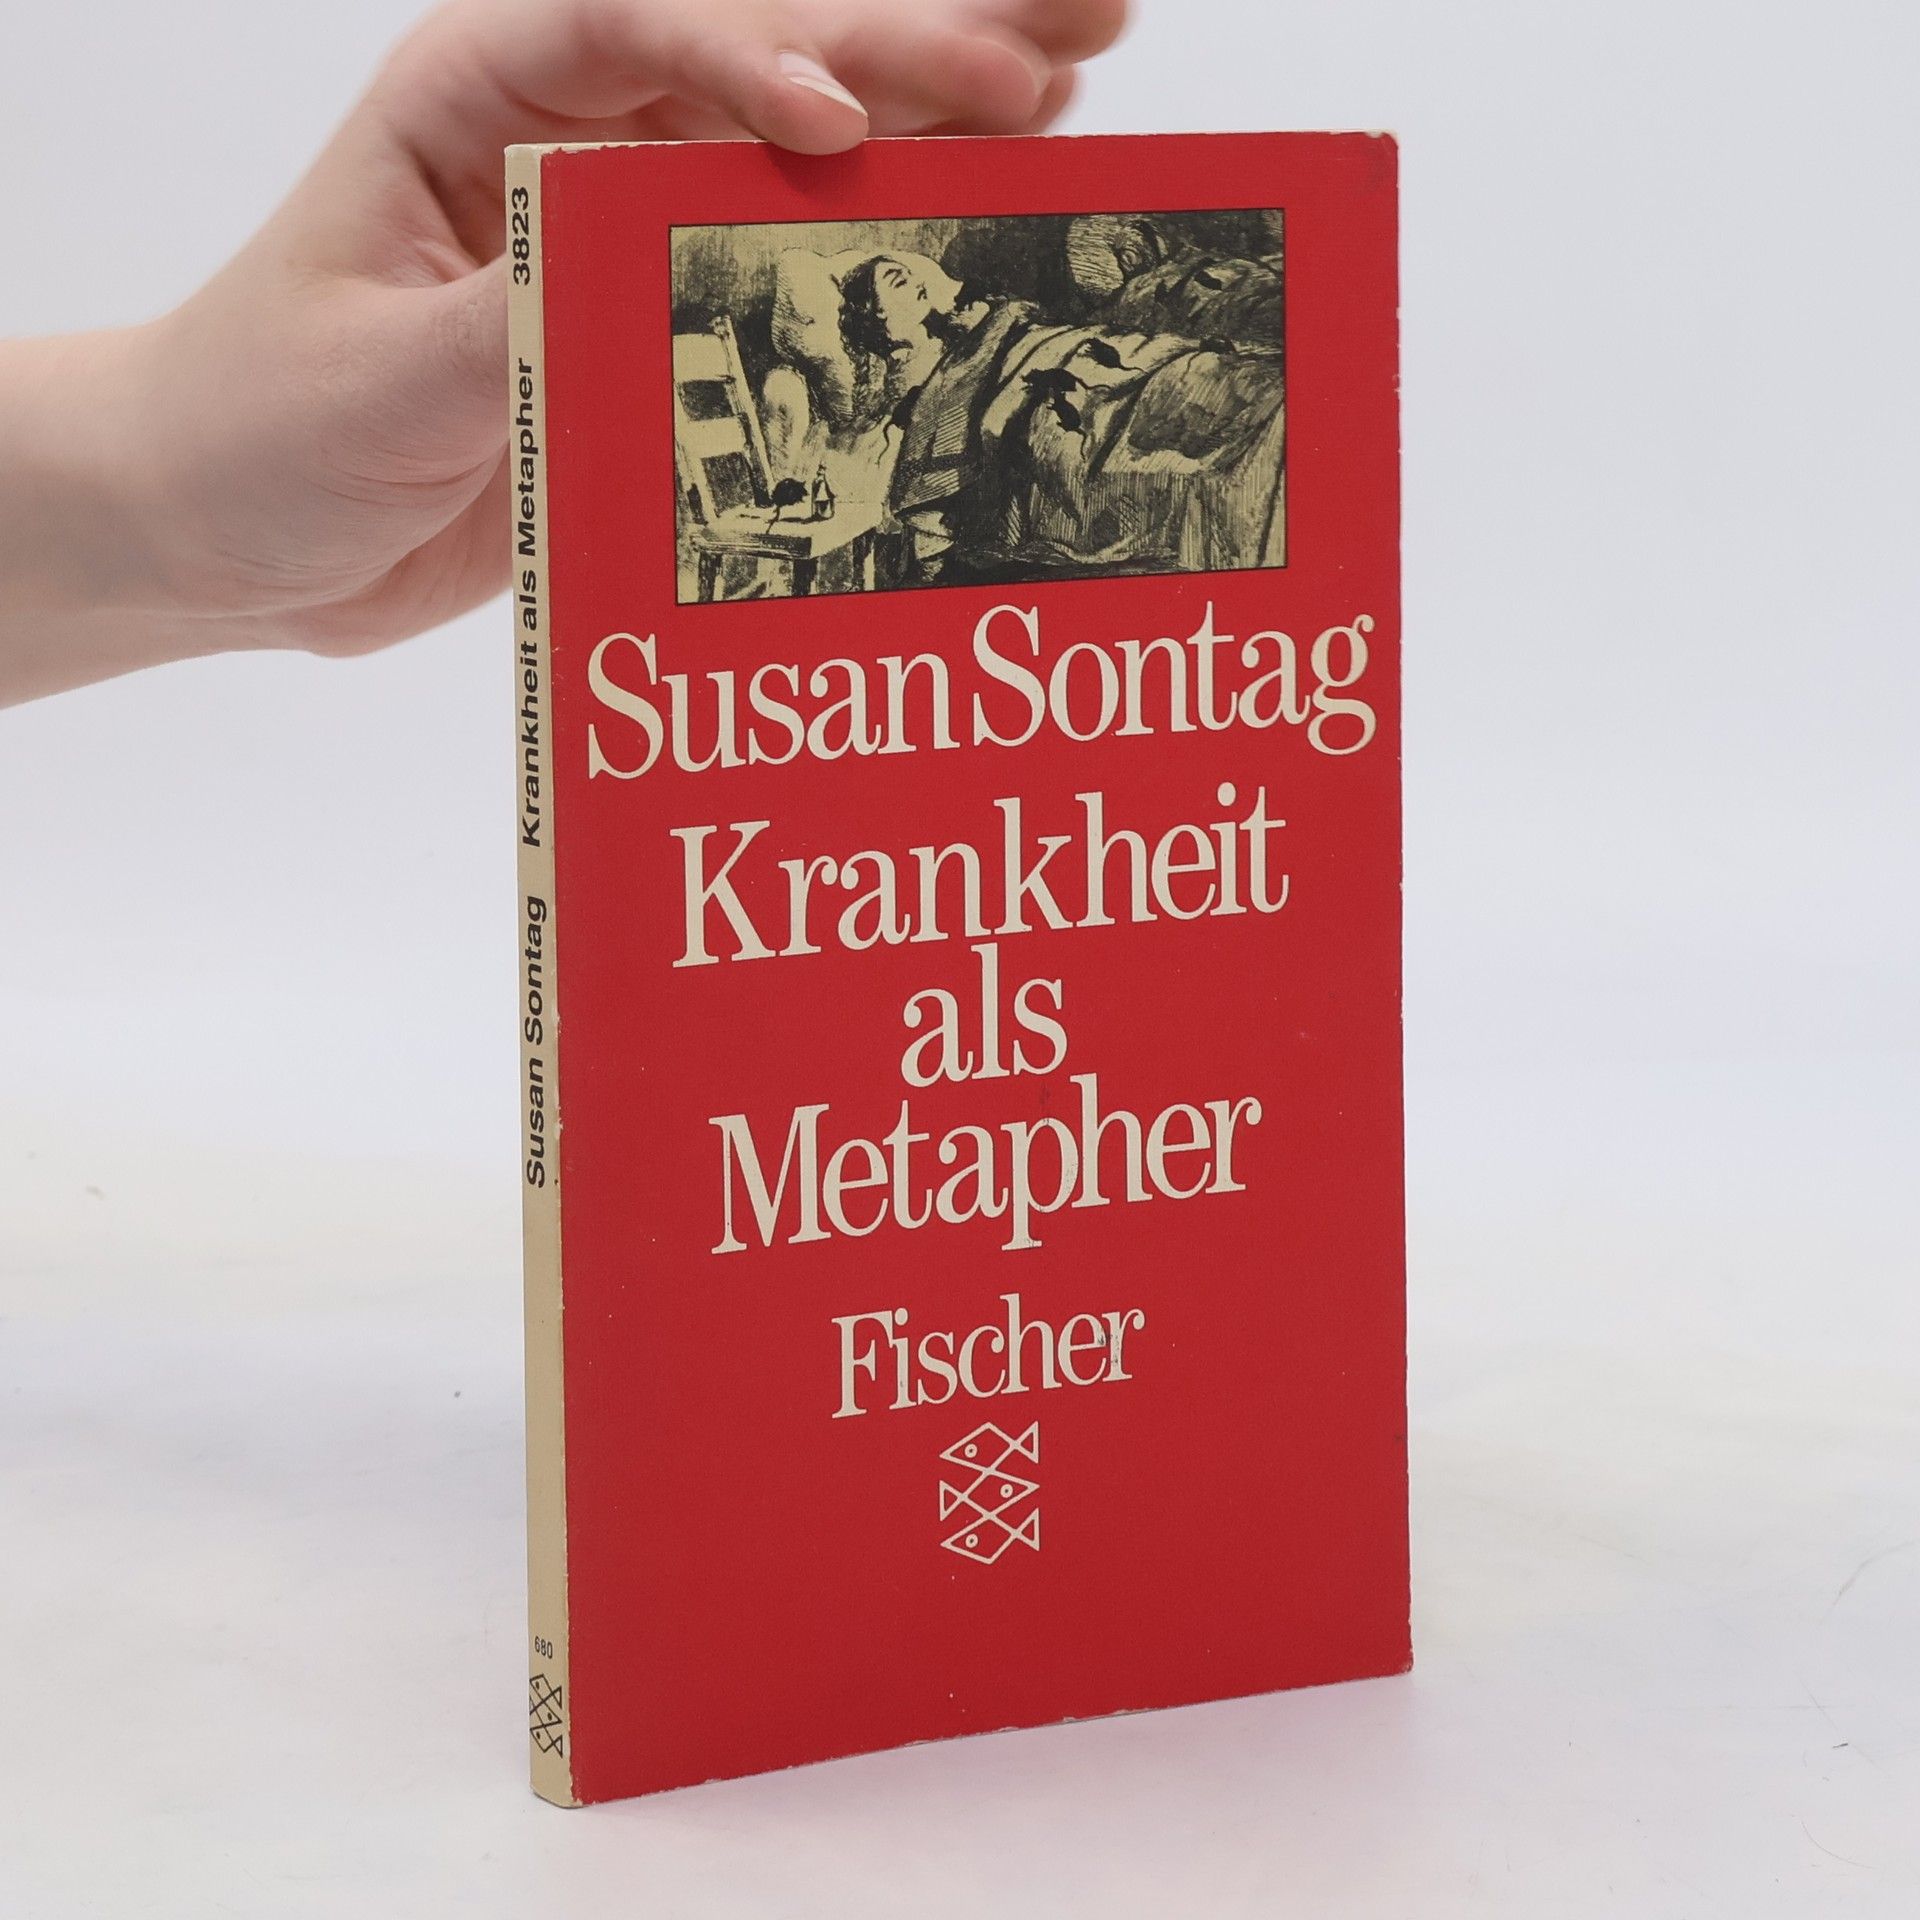 Susan Sontag
Krankheit
als
Metapher
Fischer
Susan Sontag Krankheit als Metapher 3823
680